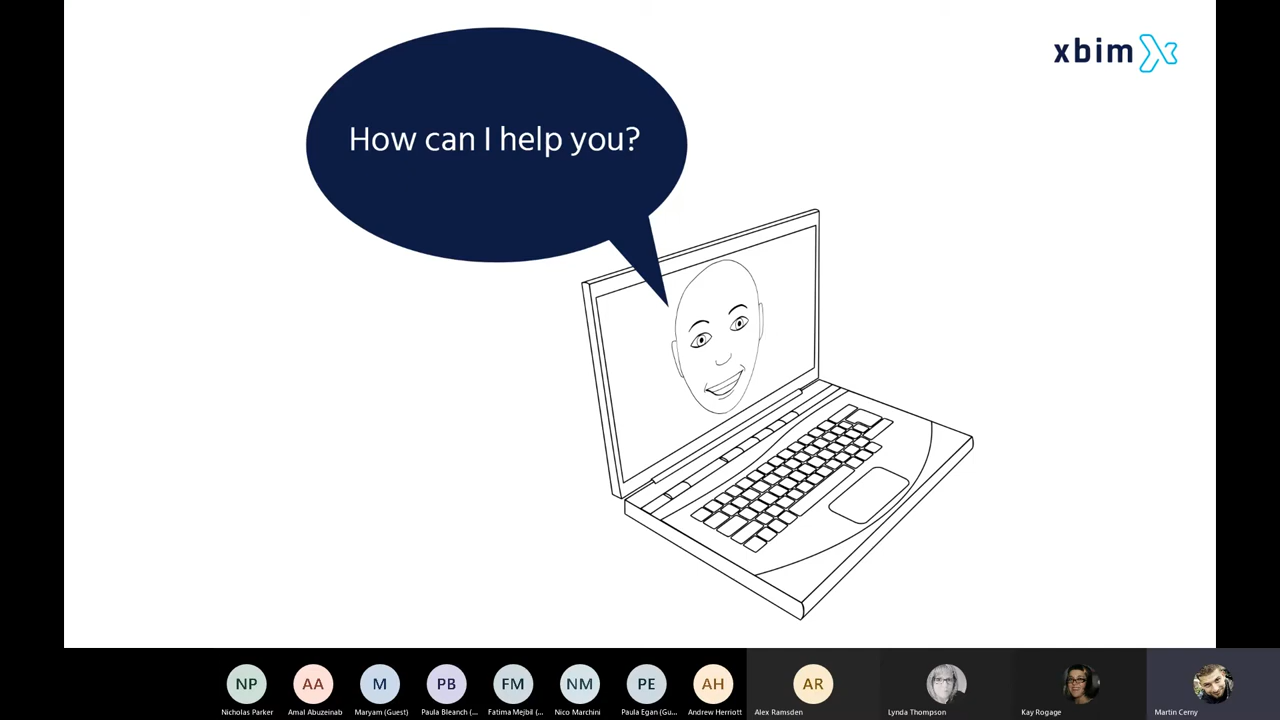 xbim
How can I help you?
NP
AA
M
PB
FM
NM
PE
AH
AR
Nicholas Parker
Amal Abuzeinab
Maryam (Guest)
Paula Bleanch (...
Fatima Mejbil (...
Nico Marchini
Paula Egan (Gu...
Andrew Herriott
Alex Ramsden
Lynda Thompson
Kay Rogage
Martin Cerny